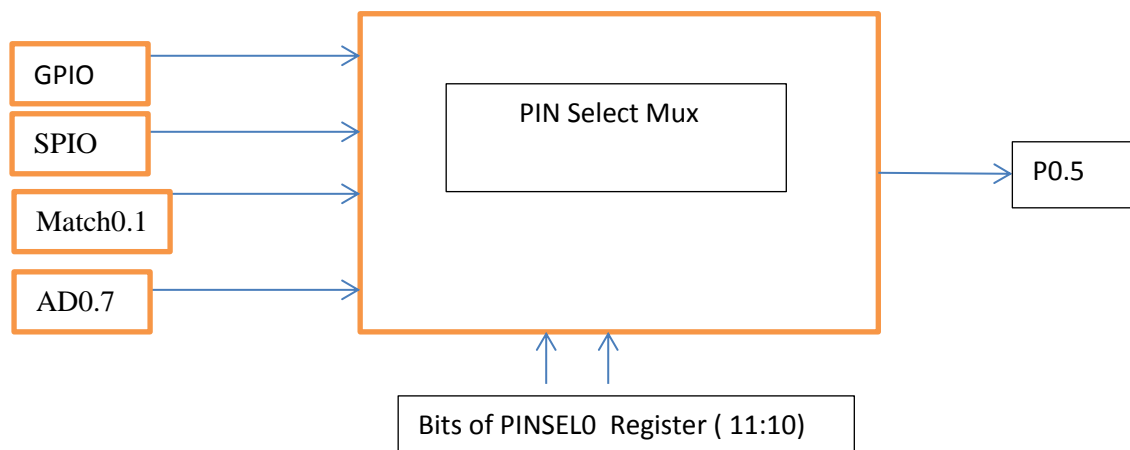 GPIO
PIN Select Mux
SPIO
P0.5
Match0.1
AD0.7
Bits of PINSEL0 Register ( 11:10)